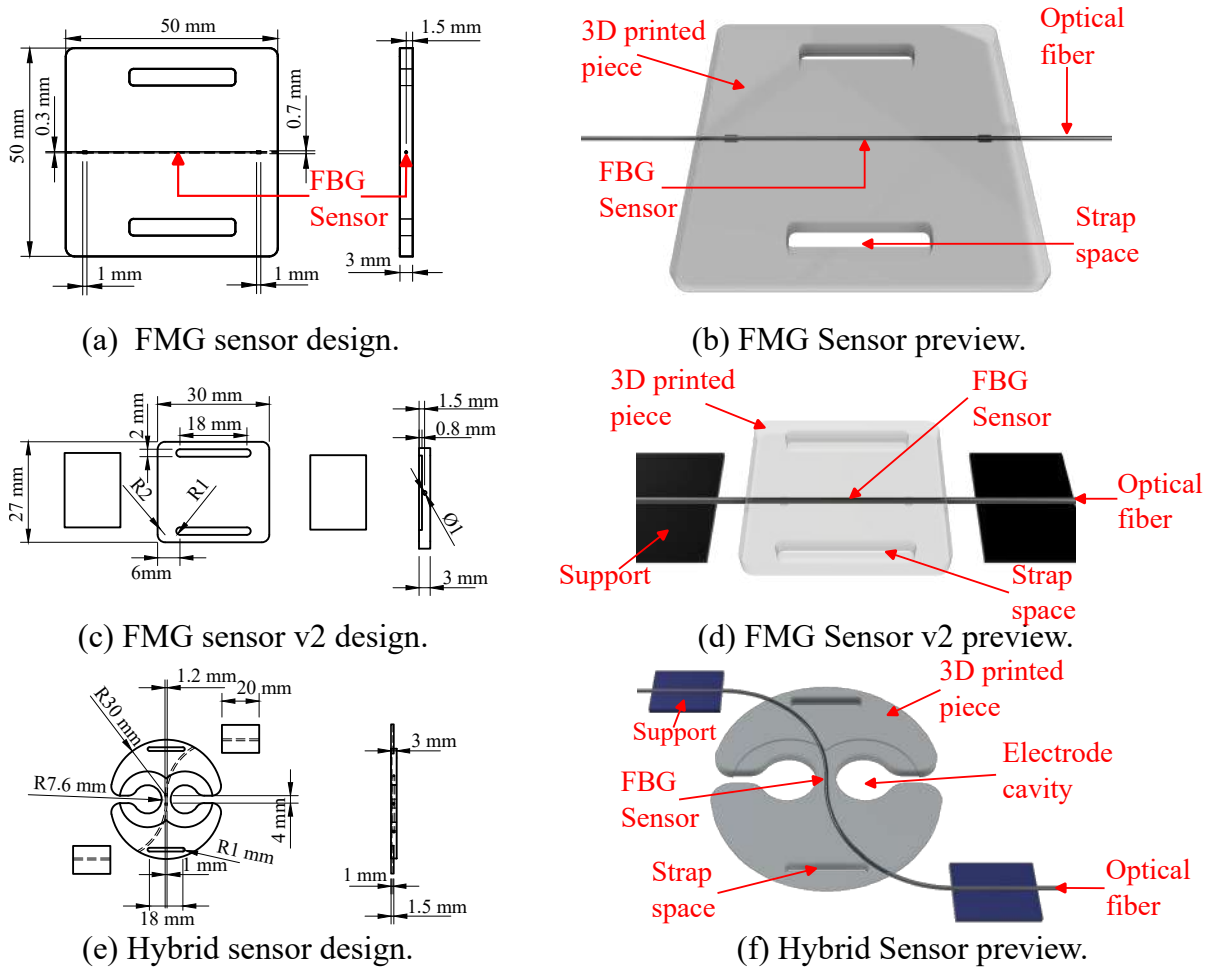 50 mm
1.5 mm
50 mm
0.3 mm
0.7 mm
FBG
Sensor
1 mm
1 mm
3 mm
(a) FMG sensor design.
3D printed
piece
Optical
fiber
FBG
Sensor
Strap
space
(b) FMG Sensor preview.
30 mm
18 mm
2 mm
27 mm
R2
R1
6mm
1.5 mm
0.8 mm
Ø1
3 mm
(c) FMG sensor v2 design.
3D printed
piece
FBG
Sensor
Optical
fiber
Support
Strap
space
(d) FMG Sensor v2 preview.
1.2 mm
20 mm
R30 mm
R7.6 mm
4 mm
R1 mm
1 mm
18 mm
3 mm
1 mm
1.5 mm
(e) Hybrid sensor design.
3D printed
piece
Support
FBG
Sensor
Electrode
cavity
Strap
space
Optical
fiber
(f) Hybrid Sensor preview.